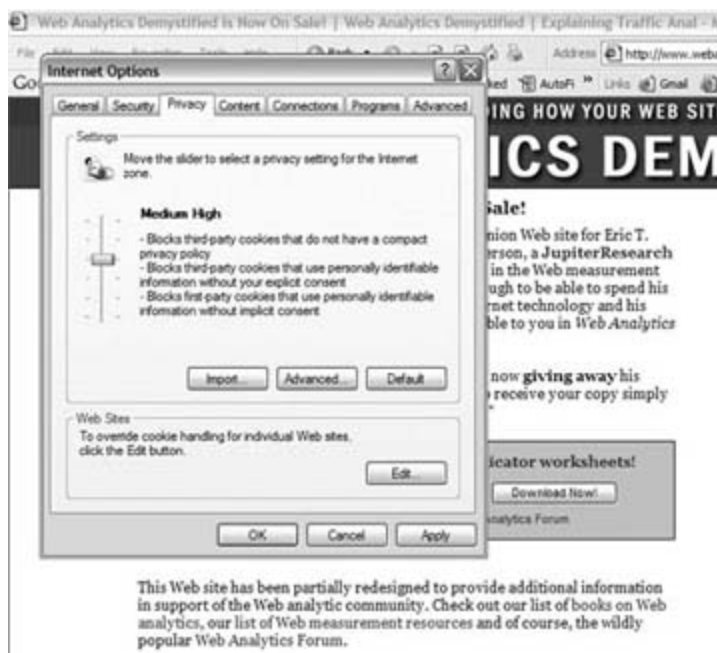 Web Analytics Demystified is Now On Sale! | Web Analytics Demystified | Explaining Traffic Anal -
File Edit View Favorites Tools Help Back Address http://www.weba
Go ked AutoFill » Links Gmail
Internet Options
General Security Privacy Content Connections Programs Advanced
ING HOW YOUR WEB SIT
ICS DEM
Settings
Move the slider to select a privacy setting for the Internet
zone.
Medium High
- Blocks third-party cookies that do not have a compact
privacy policy
- Blocks third-party cookies that use personally identifiable
information without your explicit consent
- Blocks first-party cookies that use personally identifiable
information without implicit consent
Import... Advanced... Default
Web Sites
To override cookie handling for individual Web sites,
click the Edit button.
Edit...
OK Cancel Apply
Sale!
nion Web site for Eric T.
erson, a JupiterResearch
in the Web measurement
ugh to be able to spend his
rnet technology and his
ble to you in Web Analytics
now giving away his
receive your copy simply
icator worksheets!
Download Now!
nalytics Forum
This Web site has been partially redesigned to provide additional information
in support of the Web analytic community. Check out our list of books on Web
analytics, our list of Web measurement resources and of course, the wildly
popular Web Analytics Forum.